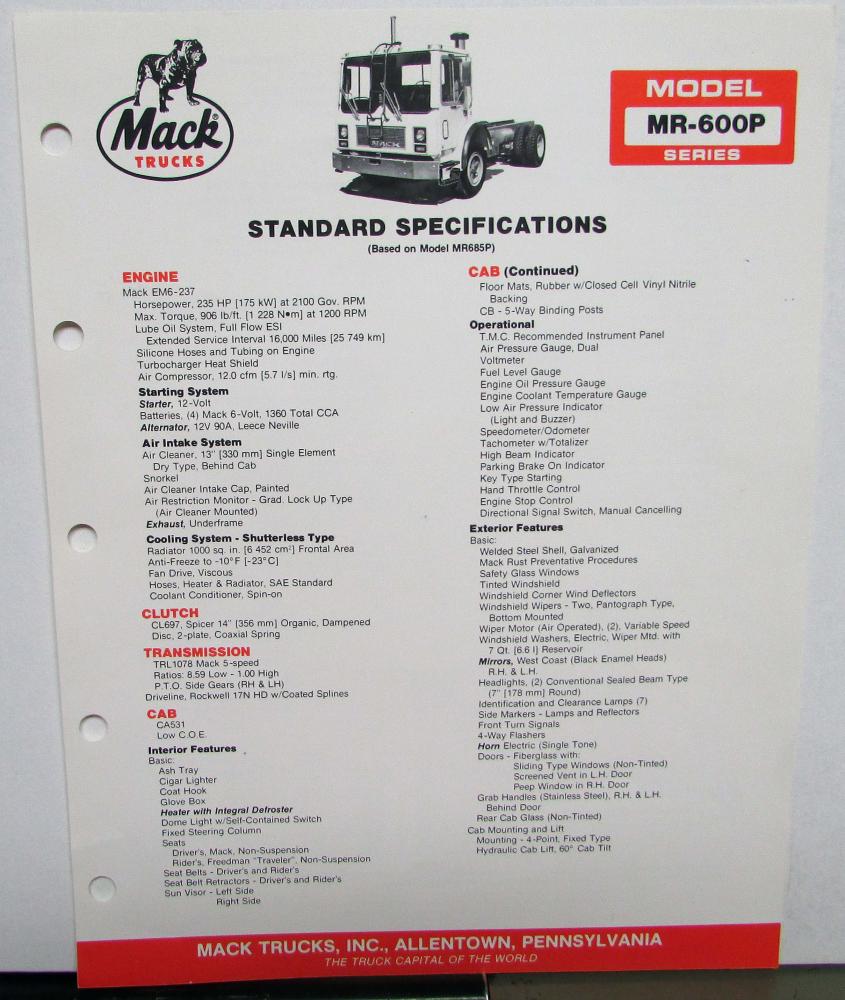 Mack®
TRUCKS
MACK
MODEL
MR-600P
SERIES
STANDARD SPECIFICATIONS
(Based on Model MR685P)
ENGINE
Mack EM6-237
Horsepower, 235 HP [175 kW] at 2100 Gov. RPM
Max. Torque, 906 lb/ft. [1 228 N•m] at 1200 RPM
Lube Oil System, Full Flow ESI
Extended Service Interval 16,000 Miles [25 749 km]
Silicone Hoses and Tubing on Engine
Turbocharger Heat Shield
Air Compressor, 12.0 cfm [5.7 l/s] min. rtg.
Starting System
Starter, 12-Volt
Batteries, (4) Mack 6-Volt, 1360 Total CCA
Alternator, 12V 90A, Leece Neville
Air Intake System
Air Cleaner, 13" [330 mm] Single Element
Dry Type, Behind Cab
Snorkel
Air Cleaner Intake Cap, Painted
Air Restriction Monitor - Grad. Lock Up Type
(Air Cleaner Mounted)
Exhaust, Underframe
Cooling System - Shutterless Type
Radiator 1000 sq. in. [6 452 cm²] Frontal Area
Anti-Freeze to -10°F [-23°C]
Fan Drive, Viscous
Hoses, Heater & Radiator, SAE Standard
Coolant Conditioner, Spin-on
CLUTCH
CL697, Spicer 14" [356 mm] Organic, Dampened
Disc, 2-plate, Coaxial Spring
TRANSMISSION
TRL1078 Mack 5-speed
Ratios: 8.59 Low - 1.00 High
P.T.O. Side Gears (RH & LH)
Driveline, Rockwell 17N HD w/Coated Splines
CAB
CA531
Low C.O.E.
Interior Features
Basic:
Ash Tray
Cigar Lighter
Coat Hook
Glove Box
Heater with Integral Defroster
Dome Light w/Self-Contained Switch
Fixed Steering Column
Seats
Driver's, Mack, Non-Suspension
Rider's, Freedman "Traveler", Non-Suspension
Seat Belts - Driver's and Rider's
Seat Belt Retractors - Driver's and Rider's
Sun Visor - Left Side
Right Side
CAB (Continued)
Floor Mats, Rubber w/Closed Cell Vinyl Nitrile
Backing
CB - 5-Way Binding Posts
Operational
T.M.C. Recommended Instrument Panel
Air Pressure Gauge, Dual
Voltmeter
Fuel Level Gauge
Engine Oil Pressure Gauge
Engine Coolant Temperature Gauge
Low Air Pressure Indicator
(Light and Buzzer)
Speedometer/Odometer
Tachometer w/Totalizer
High Beam Indicator
Parking Brake On Indicator
Key Type Starting
Hand Throttle Control
Engine Stop Control
Directional Signal Switch, Manual Cancelling
Exterior Features
Basic:
Welded Steel Shell, Galvanized
Mack Rust Preventative Procedures
Safety Glass Windows
Tinted Windshield
Windshield Corner Wind Deflectors
Windshield Wipers - Two, Pantograph Type,
Bottom Mounted
Wiper Motor (Air Operated), (2), Variable Speed
Windshield Washers, Electric, Wiper Mtd. with
7 Qt. [6.6 l] Reservoir
Mirrors, West Coast (Black Enamel Heads)
R.H. & L.H.
Headlights, (2) Conventional Sealed Beam Type
(7" [178 mm] Round)
Identification and Clearance Lamps (7)
Side Markers - Lamps and Reflectors
Front Turn Signals
4-Way Flashers
Horn Electric (Single Tone)
Doors - Fiberglass with:
Sliding Type Windows (Non-Tinted)
Screened Vent in L.H. Door
Peep Window in R.H. Door
Grab Handles (Stainless Steel), R.H. & L.H.
Behind Door
Rear Cab Glass (Non-Tinted)
Cab Mounting and Lift
Mounting - 4-Point, Fixed Type
Hydraulic Cab Lift, 60° Cab Tilt
MACK TRUCKS, INC., ALLENTOWN, PENNSYLVANIA
THE TRUCK CAPITAL OF THE WORLD